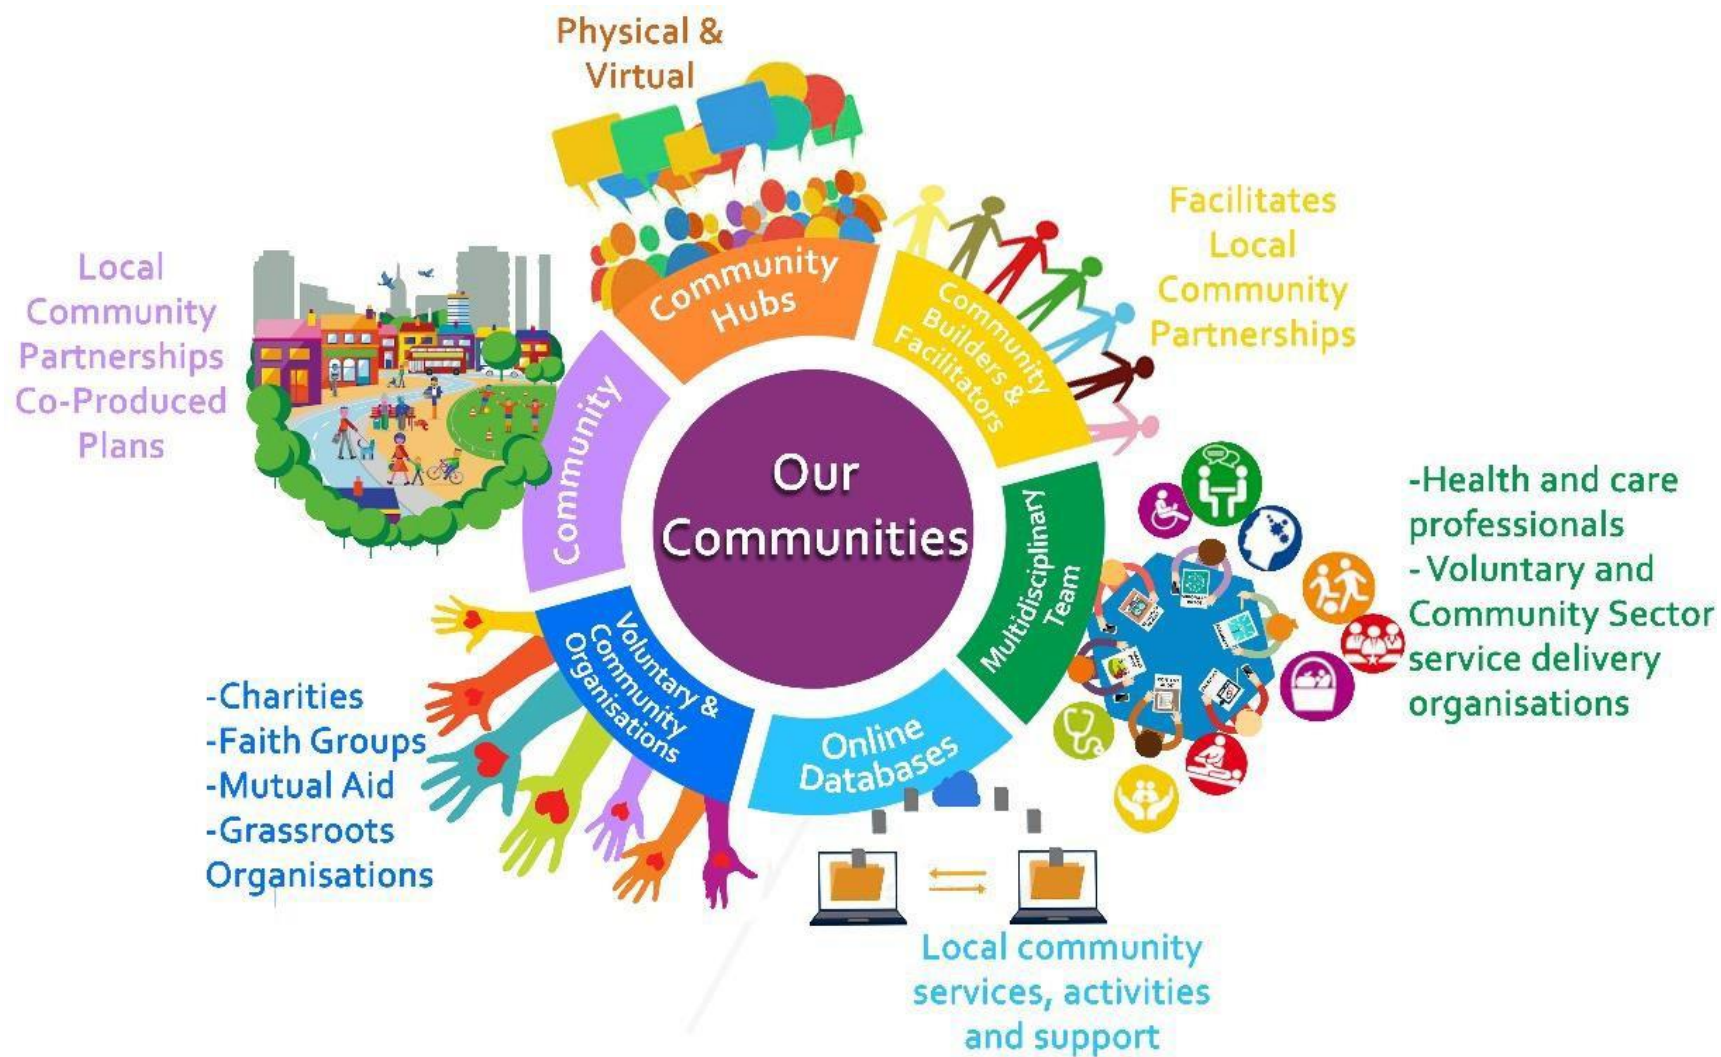 Physical &
Virtual
Community
Hubs
Facilitates
Local
Community
Partnerships
Community
Builders &
Facilitators
Local
Community
Partnerships
Co-Produced
Plans
Community
Our
Communities
Multidisciplinary
Team
-Health and care
professionals
- Voluntary and
Community Sector
service delivery
organisations
Voluntary &
Community
Organisations
-Charities
-Faith Groups
-Mutual Aid
-Grassroots
Organisations
Online
Databases
Local community
services, activities
and support